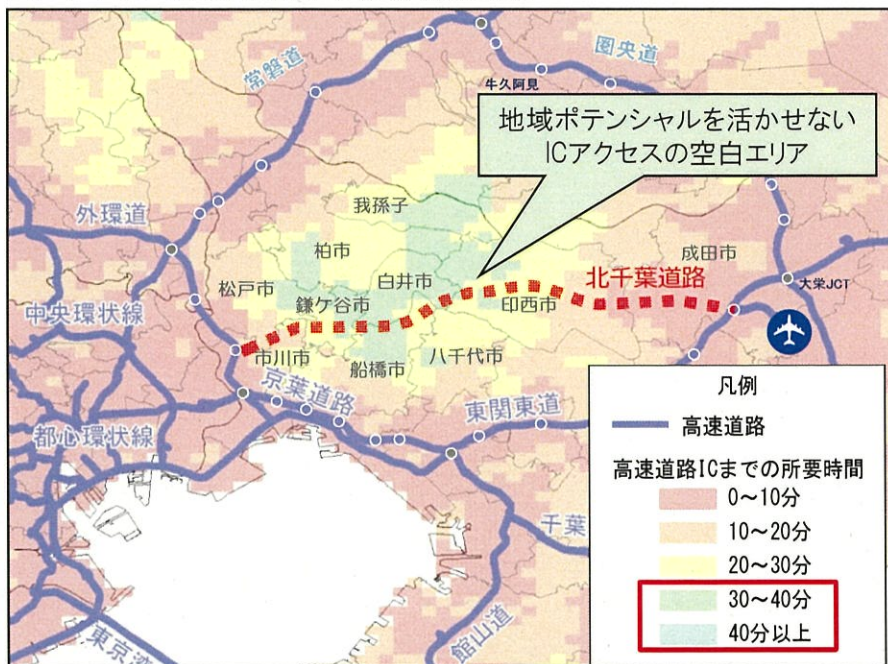 常磐道
圏央道
牛久阿見
地域ポテンシャルを活かせない
ICアクセスの空白エリア
外環道
我孫子
柏市
成田市
松戸市
白井市
北千葉道路
大栄JCT
中央環状線
鎌ケ谷市
印西市
市川市
船橋市
八千代市
京葉道路
東関東道
都心環状線
千葉
館山道
東京湾
凡例
高速道路
高速道路ICまでの所要時間
0～10分
10～20分
20～30分
30～40分
40分以上